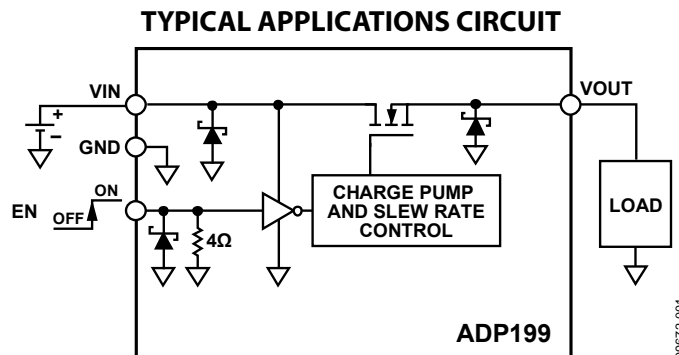 TYPICAL APPLICATIONS CIRCUIT
VIN
VOUT
+
–
GND
EN
OFF
ON
4Ω
CHARGE PUMP
AND SLEW RATE
CONTROL
LOAD
ADP199